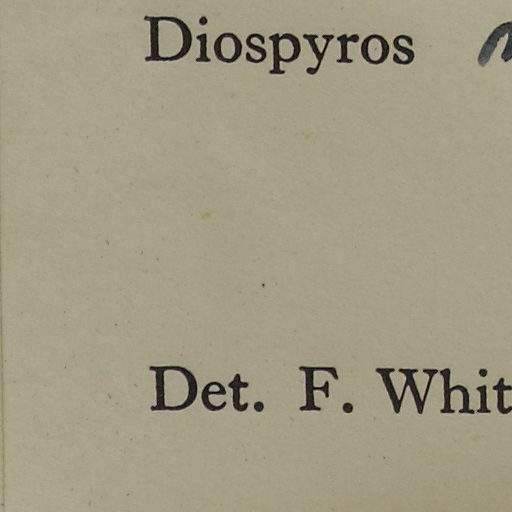 Diospyros
Det. F. Whit